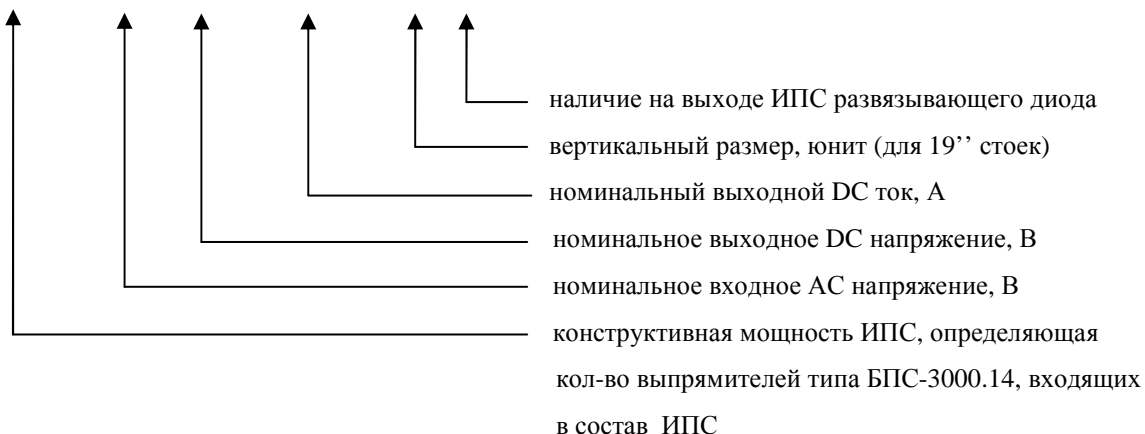 наличие на выходе ИПС развязывающего диода
вертикальный размер, юнит (для 19’’ стоек)
номинальный выходной DC ток, А
номинальное выходное DC напряжение, В
номинальное входное АС напряжение, В
конструктивная мощность ИПС, определяющая
кол-во выпрямителей типа БПС-3000.14, входящих
в состав ИПС